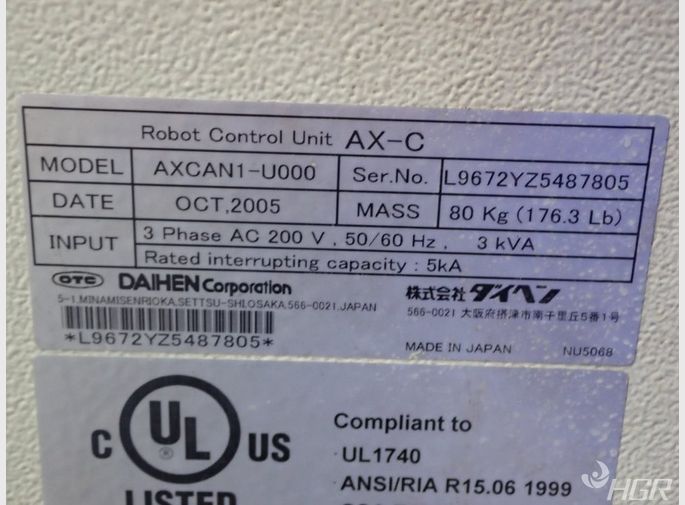 Robot Control Unit AX-C
MODEL AXCAN1-U000 Ser.No. L9672YZ5487805
DATE OCT,2005 MASS 80 Kg (176.3 Lb)
INPUT 3 Phase AC 200 V , 50/60 Hz , 3 kVA
Rated interrupting capacity : 5kA
OTC DAIHEN Corporation 株式会社 ダイヘン
5-1,MINAMISENRIOKA,SETTSU-SHI,OSAKA,566-0021,JAPAN 566-0021 大阪府摂津市南千里丘5番1号
*L9672YZ5487805* MADE IN JAPAN NU5068
C UL ® US
LISTED
Compliant to
·UL1740
·ANSI/RIA R15.06 1999
HGR